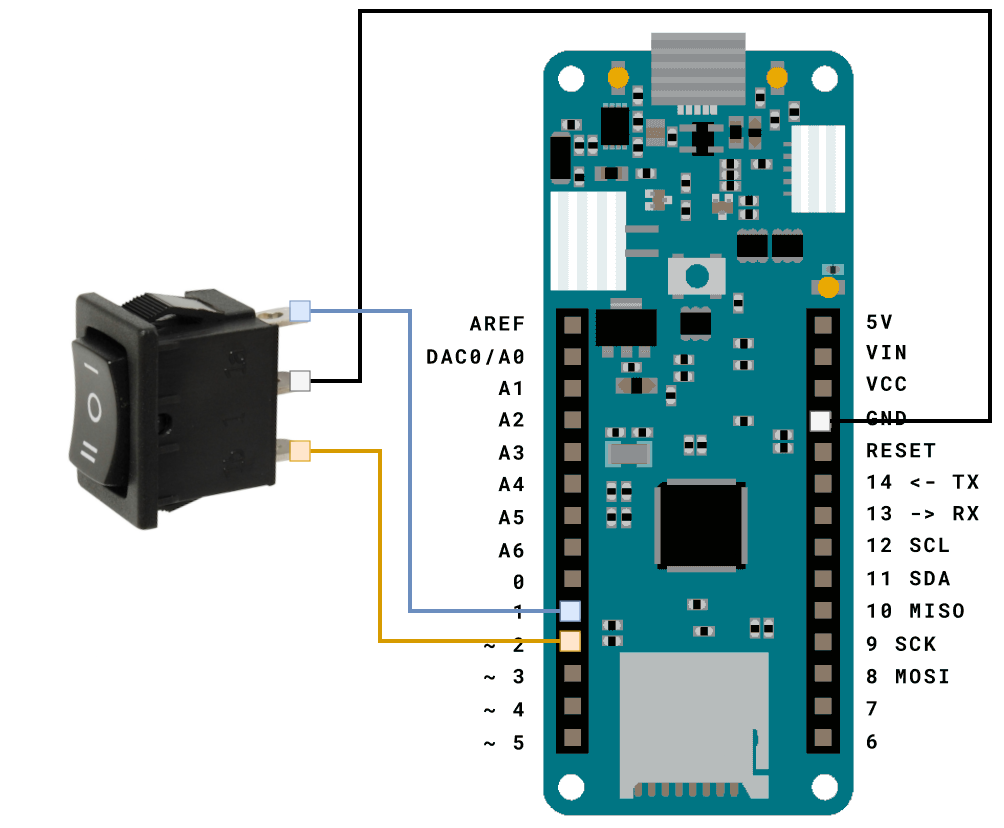 I
O
II
AREF
DAC0/A0
A1
A2
A3
A4
A5
A6
0
1
~ 2
~ 3
~ 4
~ 5
5V
VIN
VCC
GND
RESET
14 <- TX
13 -> RX
12 SCL
11 SDA
10 MISO
9 SCK
8 MOSI
7
6